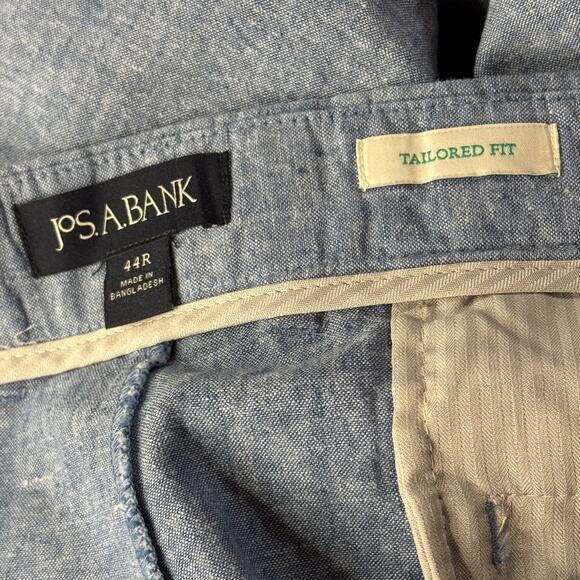 JoS.A.BANK
44R
MADE IN
BANGLADESH
TAILORED FIT